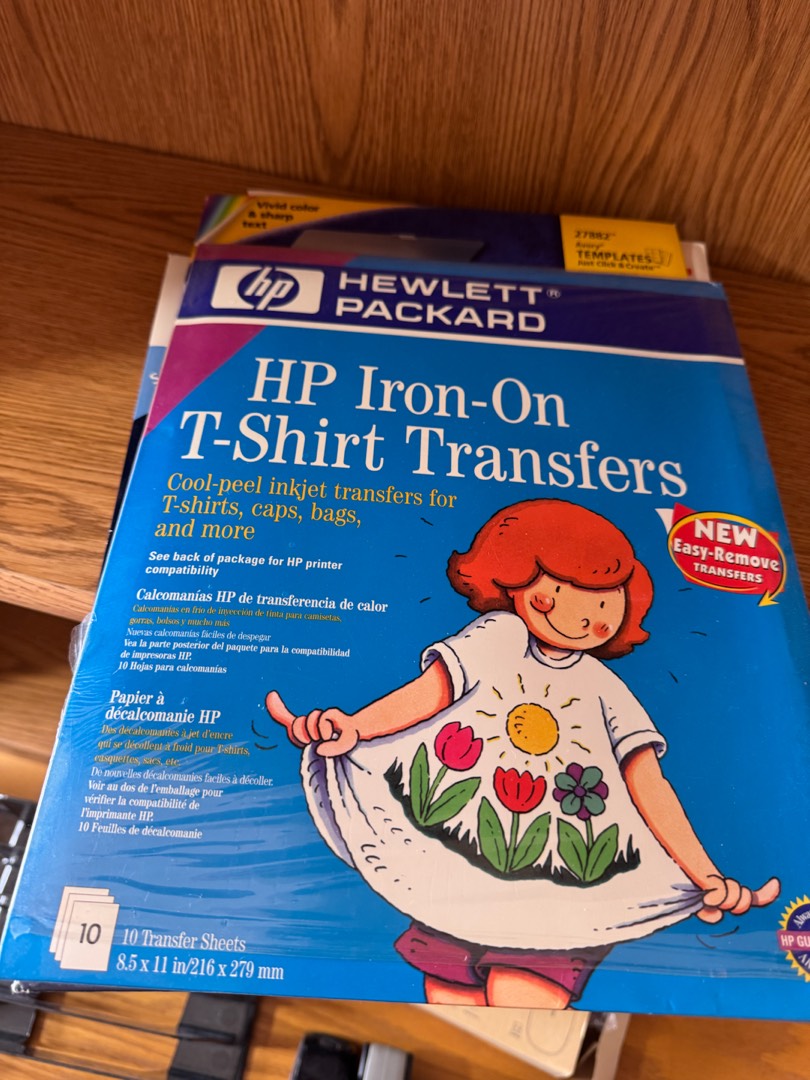 Vivid color
& sharp
text
27882™
Avery®
TEMPLATES
Just Click & Create™
hp
HEWLETT®
PACKARD
HP Iron-On
T-Shirt Transfers
Cool-peel inkjet transfers for
T-shirts, caps, bags,
and more
See back of package for HP printer
compatibility
NEW
Easy-Remove
TRANSFERS
Calcomanías HP de transferencia de calor
Calcomanías en frío de inyección de tinta para camisetas,
gorras, bolsos y mucho más
Nuevas calcomanías fáciles de despegar
Vea la parte posterior del paquete para la compatibilidad
de impresoras HP.
10 Hojas para calcomanías
Papier à
décalcomanie HP
Des décalcomanies à jet d'encre
qui se décollent à froid pour T-shirts,
casquettes, sacs, etc.
De nouvelles décalcomanies faciles à décoller.
Voir au dos de l'emballage pour
vérifier la compatibilité de
l'imprimante HP.
10 Feuilles de décalcomanie
10
10 Transfer Sheets
8.5 x 11 in/216 x 279 mm
HP GU